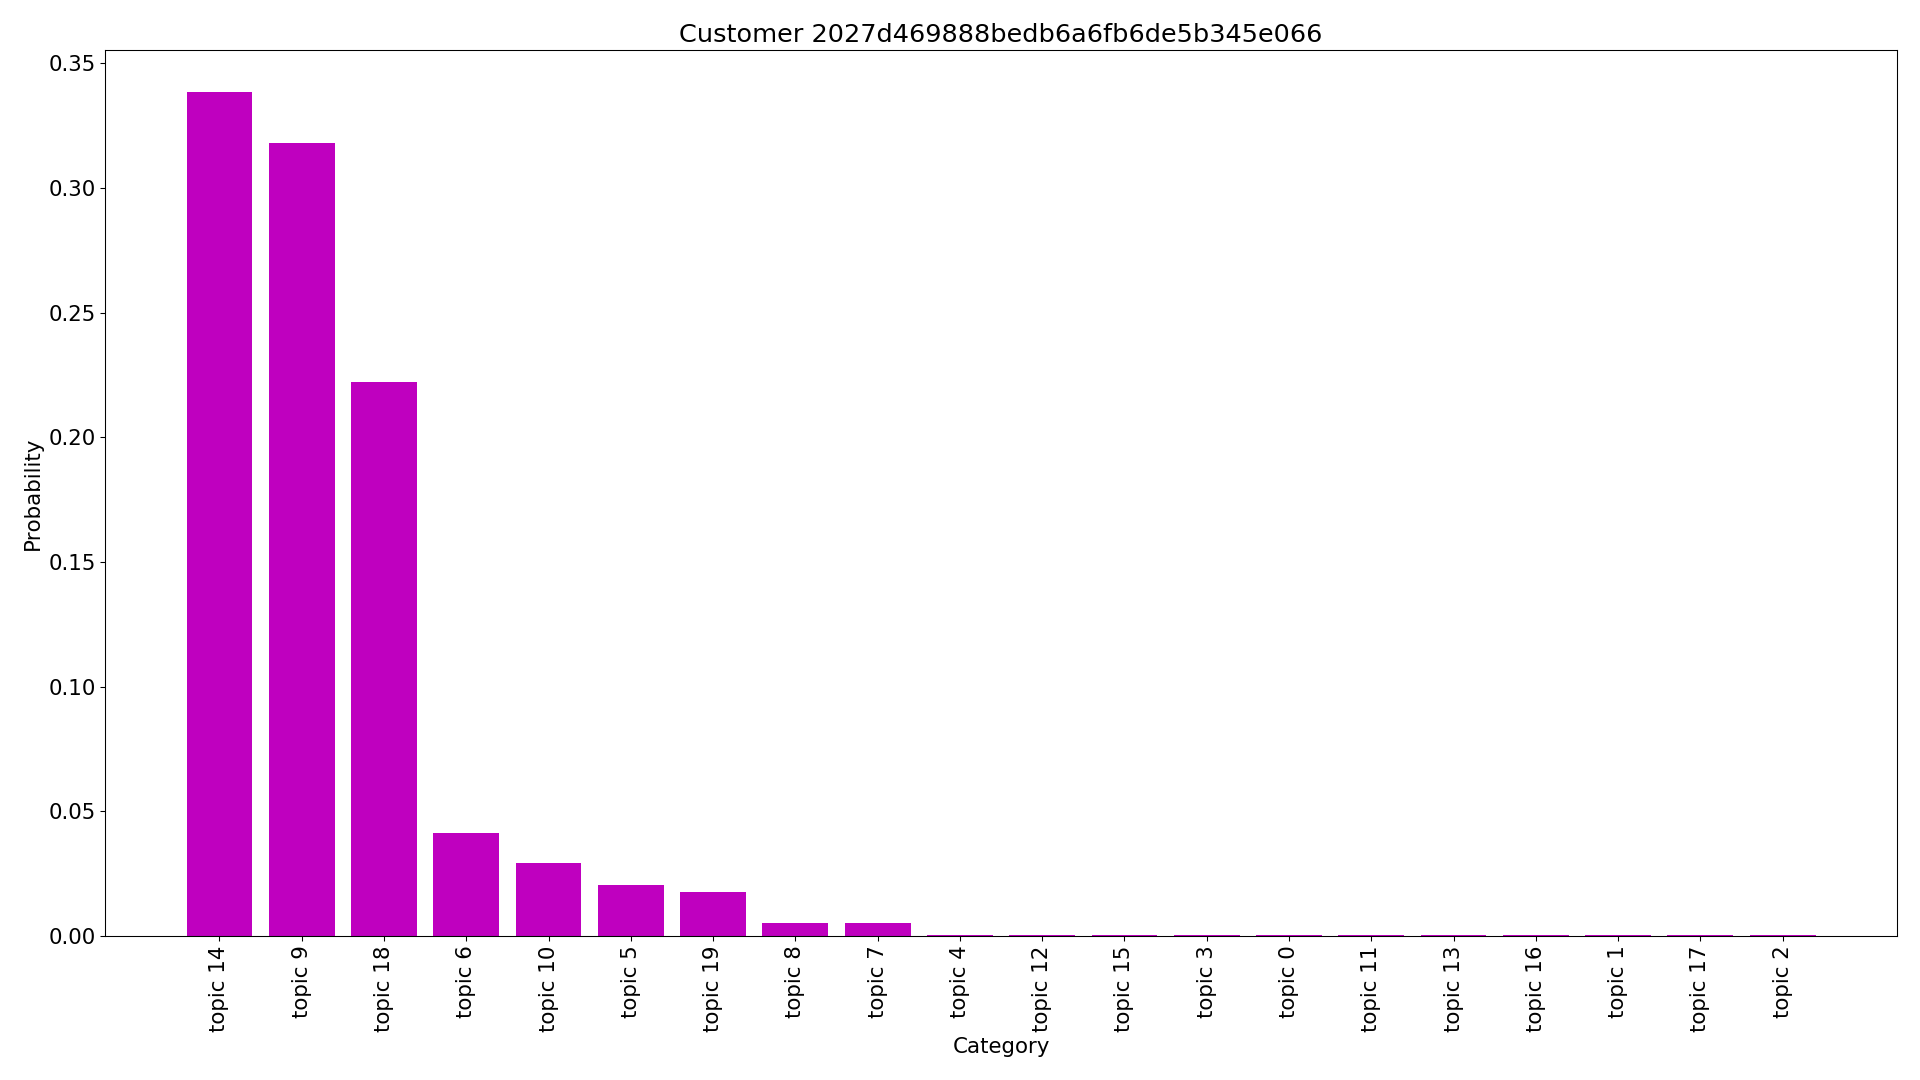 Customer 2027d469888bedb6a6fb6de5b345e066
0.35
0.30
0.25
0.20
0.15
0.10
0.05
0.00
Probability
topic 14
topic 9
topic 18
topic 6
topic 10
topic 5
topic 19
topic 8
topic 7
topic 4
topic 12
topic 15
topic 3
topic 0
topic 11
topic 13
topic 16
topic 1
topic 17
topic 2
Category